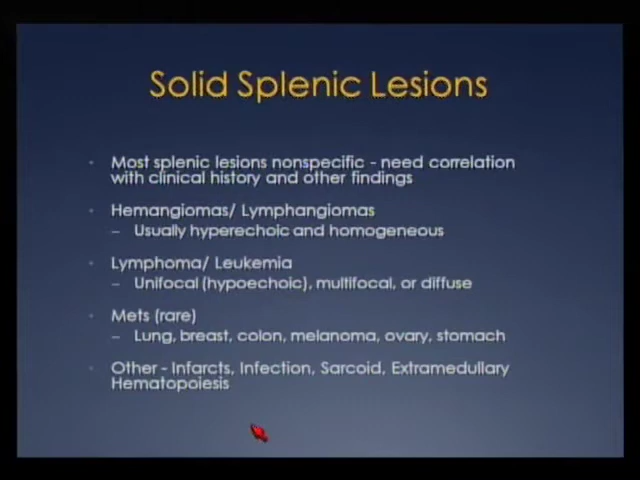 Solid Splenic Lesions
• Most splenic lesions nonspecific - need correlation
with clinical history and other findings
• Hemangiomas/ Lymphangiomas
– Usually hyperechoic and homogeneous
• Lymphoma/ Leukemia
– Unifocal (hypoechoic), multifocal, or diffuse
• Mets (rare)
– Lung, breast, colon, melanoma, ovary, stomach
• Other - Infarcts, Infection, Sarcoid, Extramedullary
Hematopoiesis